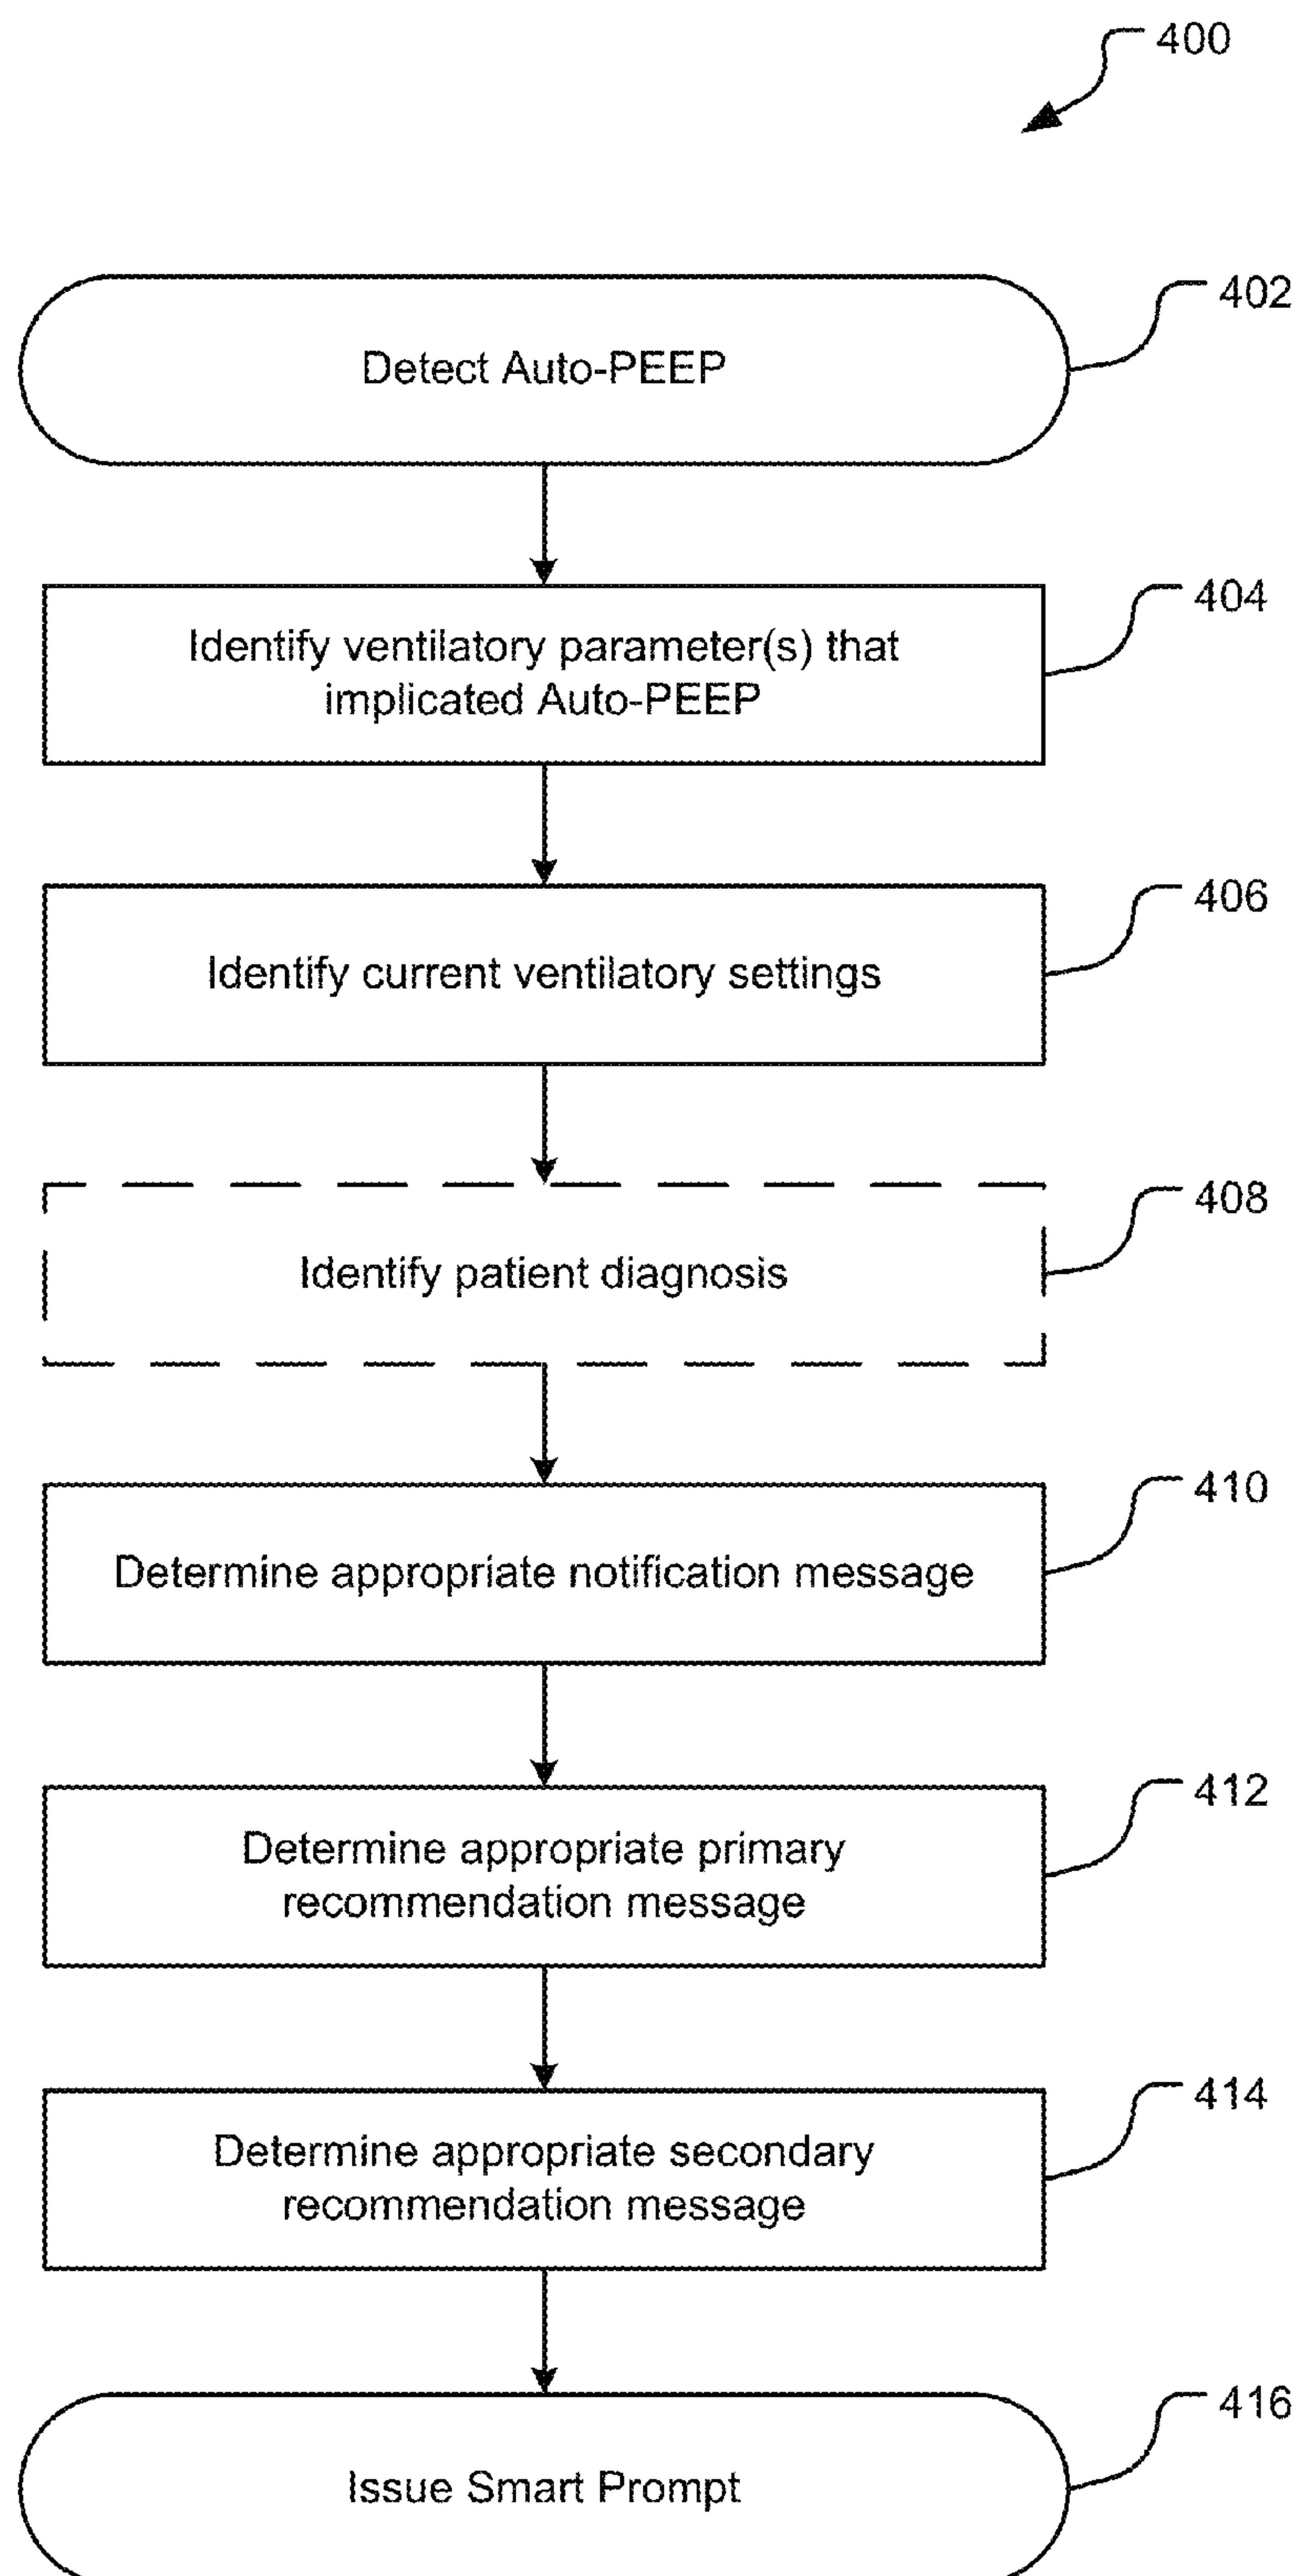 400
Detect Auto-PEEP
402
Identify ventilatory parameter(s) that
implicated Auto-PEEP
404
Identify current ventilatory settings
406
Identify patient diagnosis
408
Determine appropriate notification message
410
Determine appropriate primary
recommendation message
412
Determine appropriate secondary
recommendation message
414
Issue Smart Prompt
416